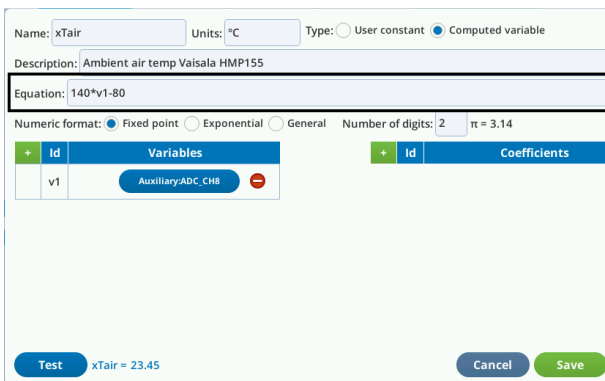 Name: xTair Units: °C Type: User constant Computed variable
Description: Ambient air temp Vaisala HMP155
Equation: 140*v1-80
Numeric format: Fixed point Exponential General Number of digits: 2 π = 3.14
+ Id Variables + Id Coefficients
v1 Auxiliary:ADC_CH8
Test xTair = 23.45 Cancel Save